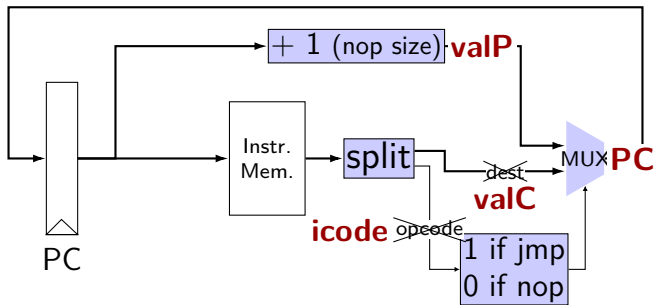 + 1 (nop size)
valP
Instr.
Mem.
split
dest
valC
MUX
PC
icode
opcode
1 if jmp
0 if nop
PC